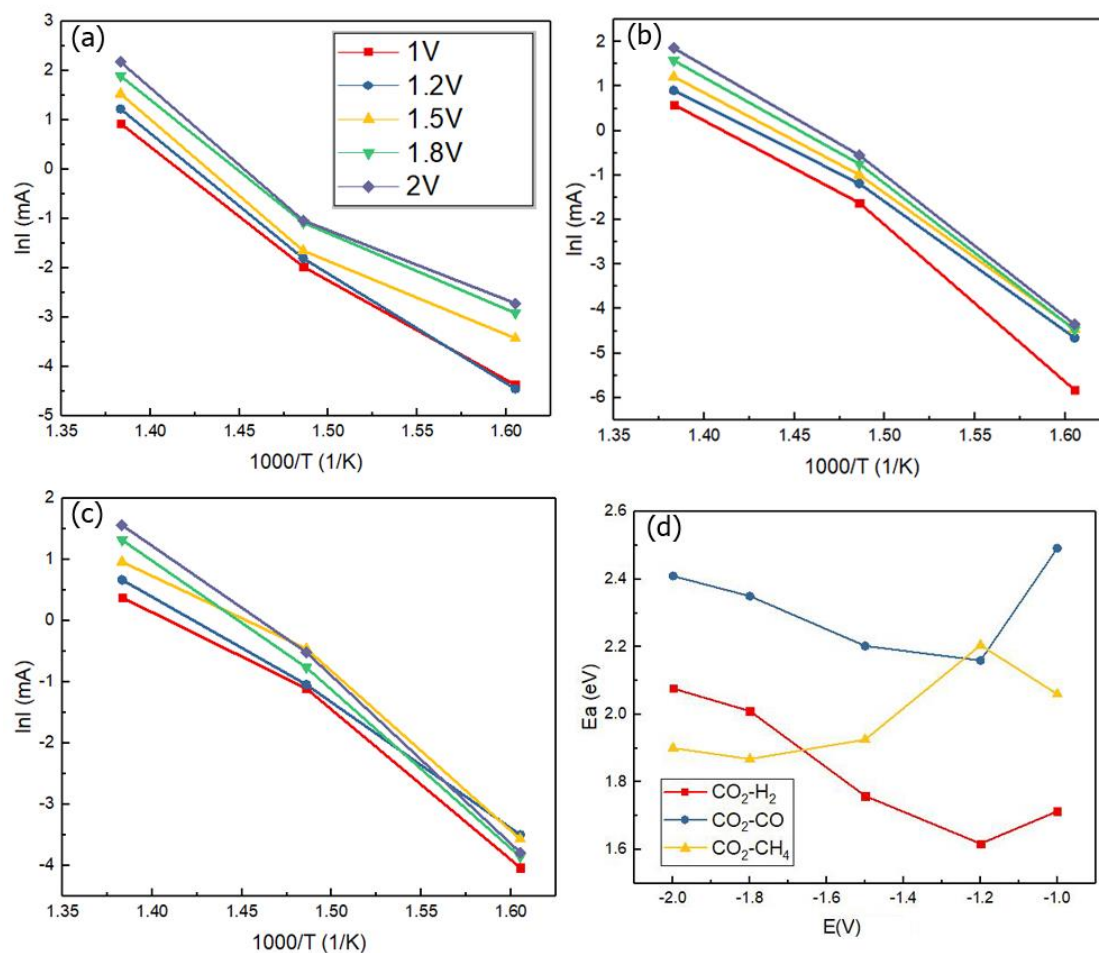 (a)
1V
1.2V
1.5V
1.8V
2V
3
2
1
0
-1
-2
-3
-4
-5
lnI (mA)
1.35 1.40 1.45 1.50 1.55 1.60
1000/T (1/K)
(b)
2
1
0
-1
-2
-3
-4
-5
-6
lnI (mA)
1.35 1.40 1.45 1.50 1.55 1.60
1000/T (1/K)
(c)
2
1
0
-1
-2
-3
-4
lnI (mA)
1.35 1.40 1.45 1.50 1.55 1.60
1000/T (1/K)
(d)
2.6
2.4
2.2
2.0
1.8
1.6
Ea (eV)
CO₂-H₂
CO₂-CO
CO₂-CH₄
-2.0 -1.8 -1.6 -1.4 -1.2 -1.0
E(V)